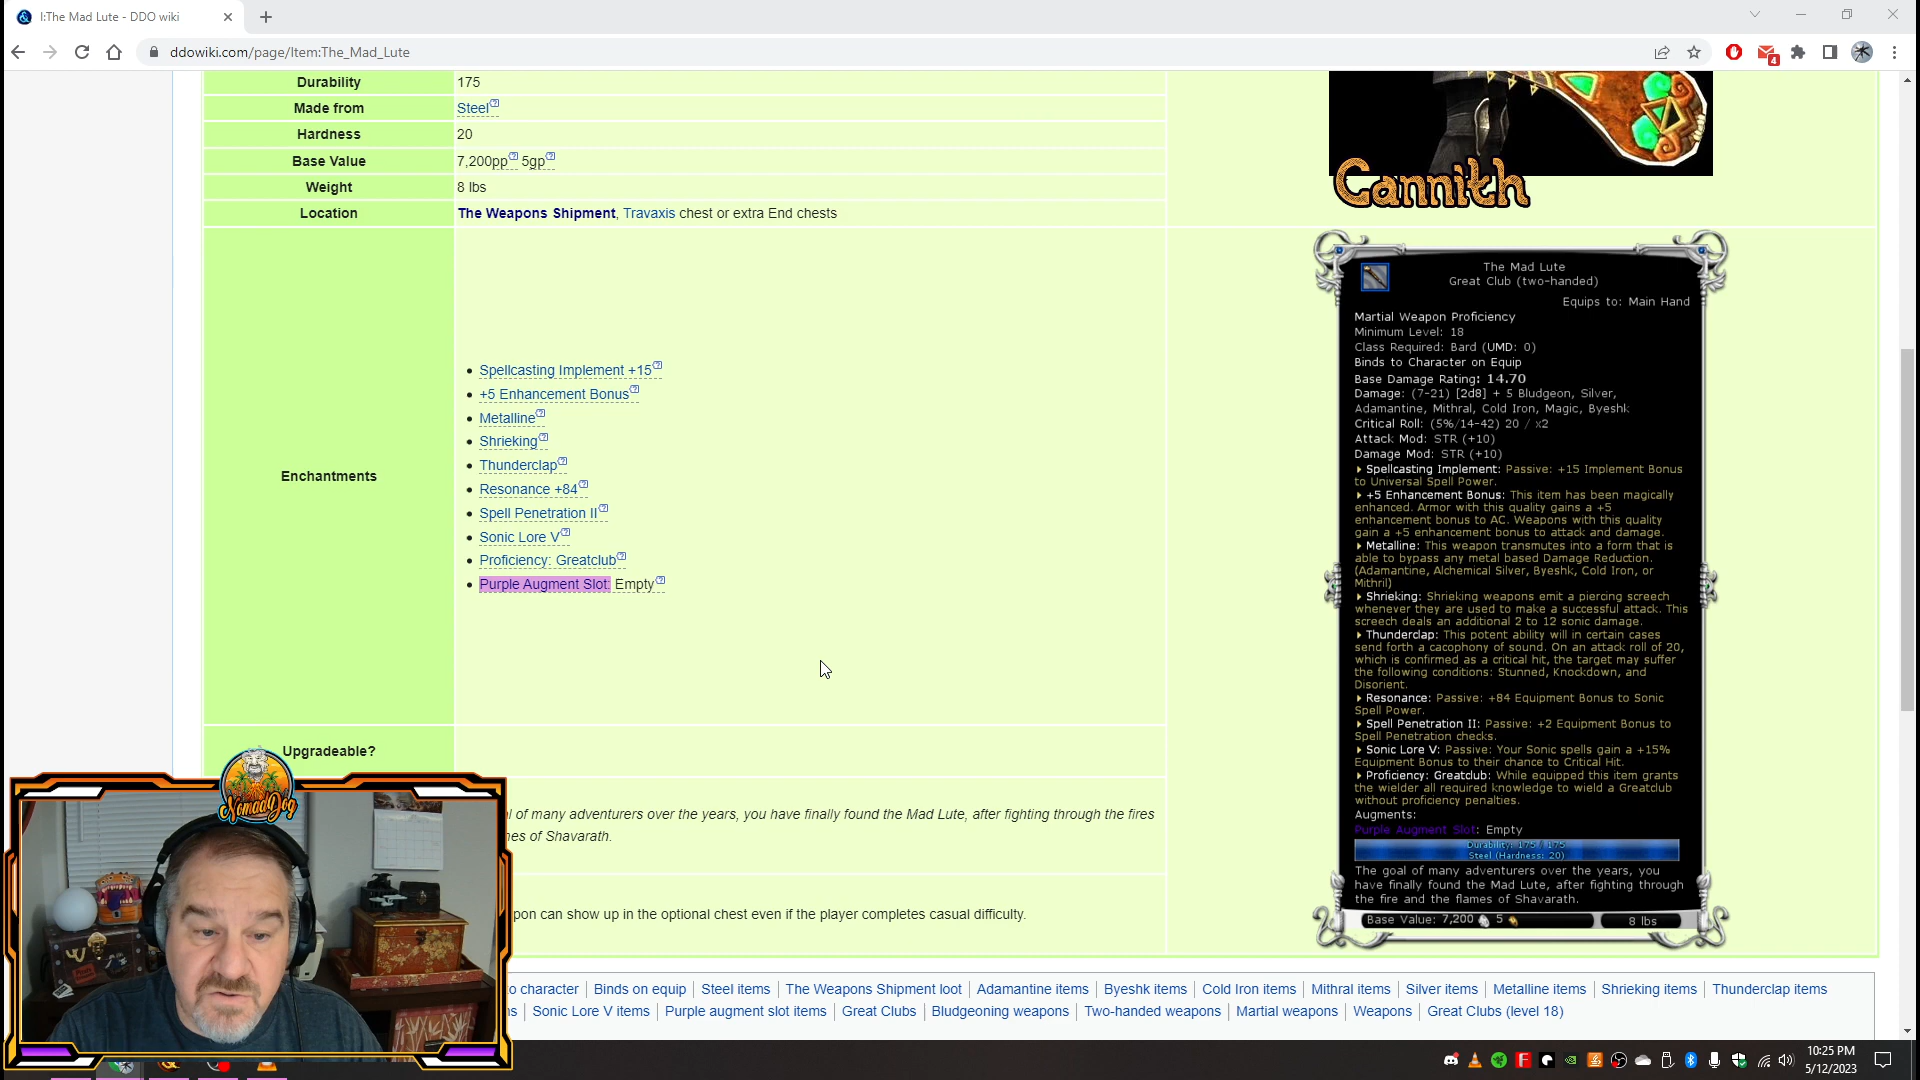 I:The Mad Lute - DDO wiki
ddowiki.com/page/Item:The_Mad_Lute
4
Durability 175
Made from Steel
Hardness 20
Base Value 7,200pp 5gp
Weight 8 lbs
Location The Weapons Shipment, Travaxis chest or extra End chests
Cannith
Enchantments
Spellcasting Implement +15
+5 Enhancement Bonus
Metalline
Shrieking
Thunderclap
Resonance +84
Spell Penetration II
Sonic Lore V
Proficiency: Greatclub
Purple Augment Slot: Empty
Upgradeable?
of many adventurers over the years, you have finally found the Mad Lute, after fighting through the fires
of Shavarath.
can show up in the optional chest even if the player completes casual difficulty.
The Mad Lute
Great Club (two-handed)
Equips to: Main Hand
Martial Weapon Proficiency
Minimum Level: 18
Class Required: Bard (UMD: 0)
Binds to Character on Equip
Base Damage Rating: 14.70
Damage: (7-21) [2d8] + 5 Bludgeon, Silver,
Adamantine, Mithral, Cold Iron, Magic, Byeshk
Critical Roll: (5%/14-42) 20 / x2
Attack Mod: STR (+10)
Damage Mod: STR (+10)
Spellcasting Implement: Passive: +15 Implement Bonus
to Universal Spell Power.
+5 Enhancement Bonus: This item has been magically
enhanced. Armor with this quality gains a +5
enhancement bonus to AC. Weapons with this quality
gain a +5 enhancement bonus to attack and damage.
Metalline: This weapon transmutes into a form that is
able to bypass any metal based Damage Reduction.
(Adamantine, Alchemical Silver, Byeshk, Cold Iron, or
Mithril)
Shrieking: Shrieking weapons emit a piercing screech
whenever they are used to make a successful attack. This
screech deals an additional 2 to 12 sonic damage.
Thunderclap: This potent ability will in certain cases
send forth a cacophony of sound. On an attack roll of 20,
which is confirmed as a critical hit, the target may suffer
the following conditions: Stunned, Knockdown, and
Disorient.
Resonance: Passive: +84 Equipment Bonus to Sonic
Spell Power.
Spell Penetration II: Passive: +2 Equipment Bonus to
Spell Penetration checks.
Sonic Lore V: Passive: Your Sonic spells gain a +15%
Equipment Bonus to their chance to Critical Hit.
Proficiency: Greatclub: While equipped this item grants
the wielder all required knowledge to wield a Greatclub
without proficiency penalties.
Augments:
Purple Augment Slot: Empty
Durability: 175 / 175
Steel (Hardness: 20)
The goal of many adventurers over the years, you
have finally found the Mad Lute, after fighting through
the fire and the flames of Shavarath.
Base Value: 7,200 5 8 lbs
NomadDog
to character Binds on equip Steel items The Weapons Shipment loot Adamantine items Byeshk items Cold Iron items Mithral items Silver items Metalline items Shrieking items Thunderclap items
Sonic Lore V items Purple augment slot items Great Clubs Bludgeoning weapons Two-handed weapons Martial weapons Weapons Great Clubs (level 18)
10:25 PM
5/12/2023